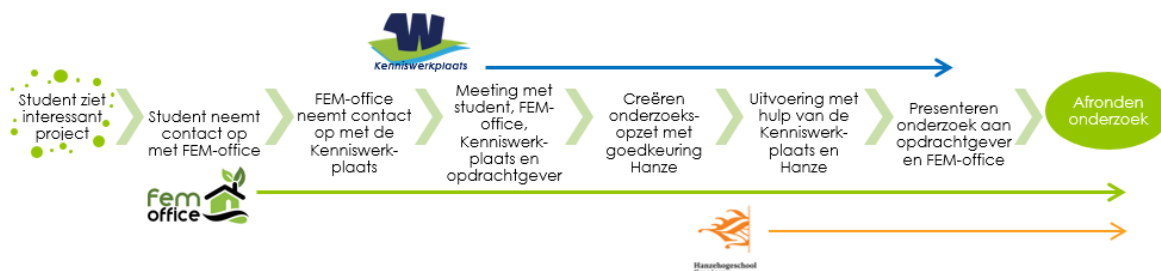 Kenniswerkplaats
Student ziet
interessant
project
Student neemt
contact op
met FEM-office
FEM-office
neemt contact
op met de
Kenniswerk-
plaats
Meeting met
student, FEM-
office,
Kenniswerk-
plaats en
opdrachtgever
Creëren
onderzoeks-
opzet met
goedkeuring
Hanze
Uitvoering met
hulp van de
Kenniswerk-
plaats en
Hanze
Presenteren
onderzoek aan
opdrachtgever
en FEM-office
Afronden
onderzoek
fem
office
Hanzehogeschool